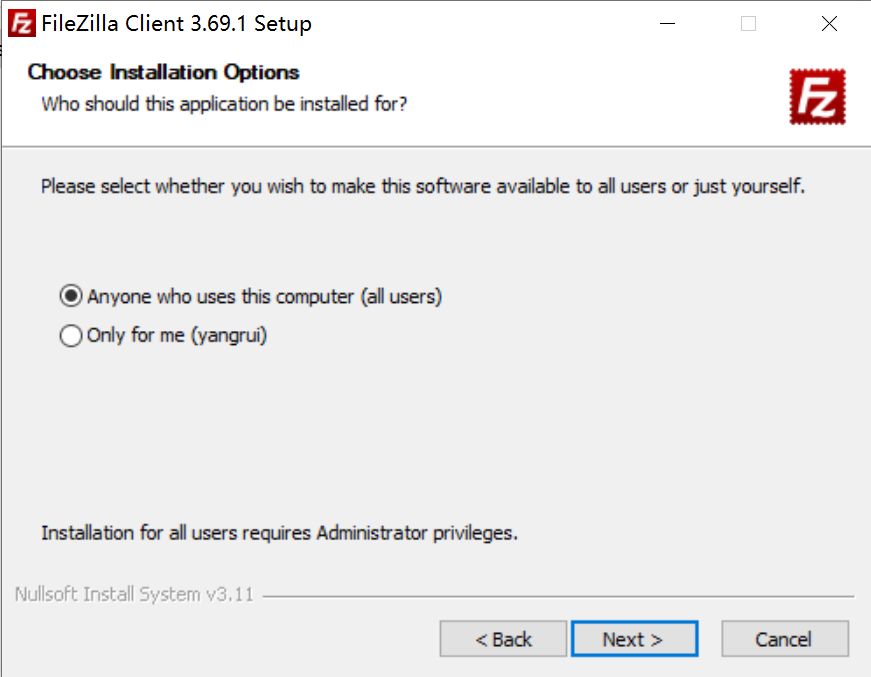 FileZilla Client 3.69.1 Setup
Choose Installation Options
Who should this application be installed for?
Fz
Please select whether you wish to make this software available to all users or just yourself.
Anyone who uses this computer (all users)
Only for me (yangrui)
Installation for all users requires Administrator privileges.
Nullsoft Install System v3.11
< Back Next > Cancel